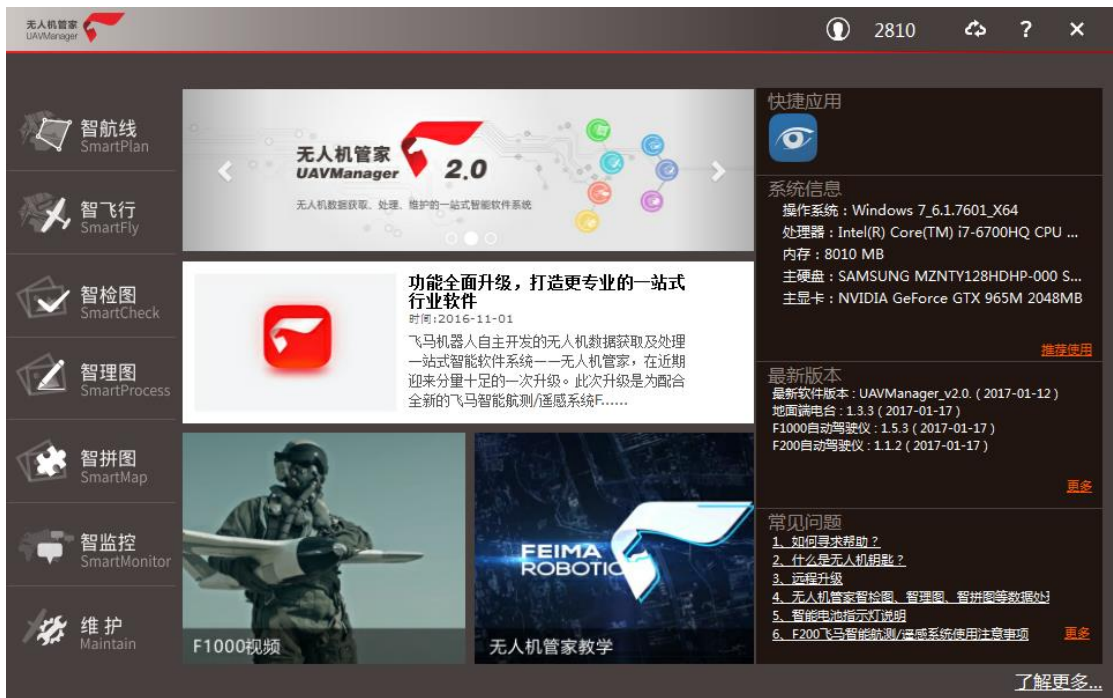 无人机管家
UAVManager
2810
?
智航线
SmartPlan
智飞行
SmartFly
智检图
SmartCheck
智理图
SmartProcess
智拼图
SmartMap
智监控
SmartMonitor
维护
Maintain
无人机管家
UAVManager
2.0
无人机数据获取、处理、维护的一站式智能软件系统
功能全面升级，打造更专业的一站式
行业软件
时间:2016-11-01
飞马机器人自主开发的无人机数据获取及处理
一站式智能软件系统——无人机管家，在近期
迎来分量十足的一次升级。此次升级是为配合
全新的飞马智能航测/遥感系统F......
F1000视频
FEIMA
ROBOTIC
无人机管家教学
快捷应用
系统信息
操作系统：Windows 7_6.1.7601_X64
处理器：Intel(R) Core(TM) i7-6700HQ CPU ...
内存：8010 MB
主硬盘：SAMSUNG MZNTY128HDHP-000 S...
主显卡：NVIDIA GeForce GTX 965M 2048MB
推荐使用
最新版本
最新软件版本：UAVManager_v2.0. ( 2017-01-12 )
地面端电台：1.3.3 ( 2017-01-17 )
F1000自动驾驶仪：1.5.3 ( 2017-01-17 )
F200自动驾驶仪：1.1.2 ( 2017-01-17 )
更多
常见问题
1、如何寻求帮助？
2、什么是无人机钥匙？
3、远程升级
4、无人机管家智检图、智理图、智拼图等数据处
5、智能电池指示灯说明
6、F200飞马智能航测/遥感系统使用注意事项
更多
了解更多...